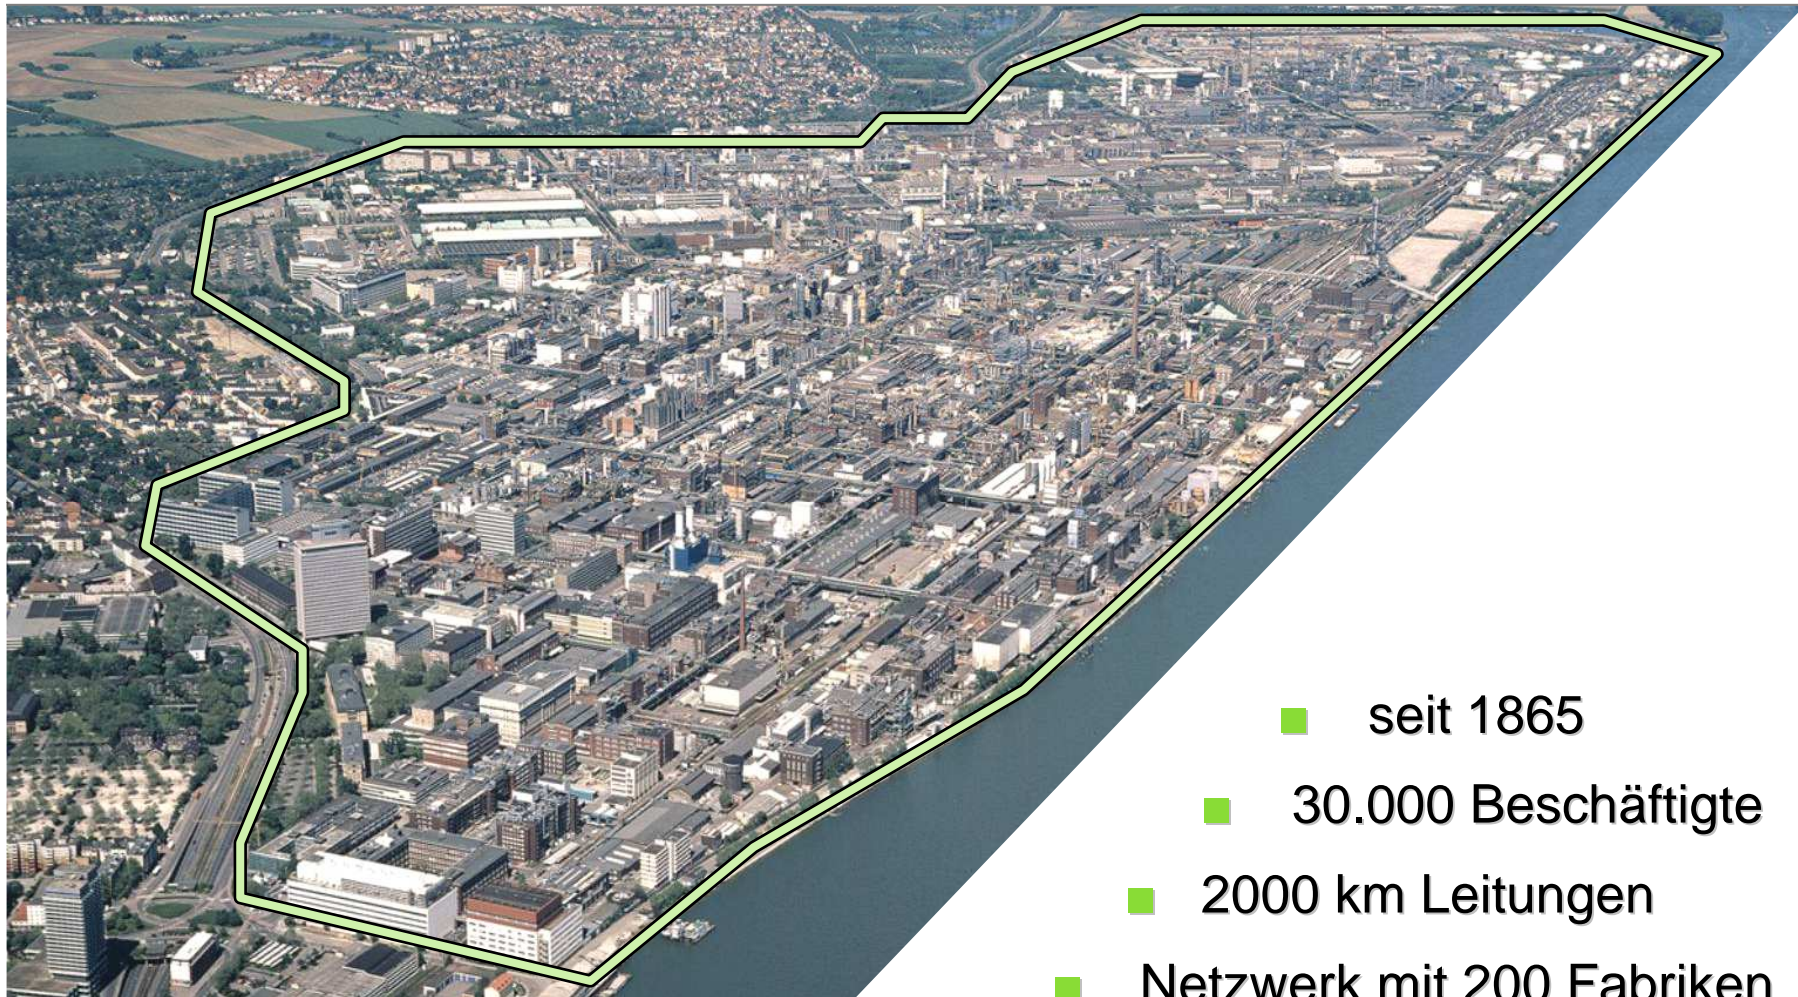 seit 1865
30.000 Beschäftigte
2000 km Leitungen
Netzwerk mit 200 Fabriken